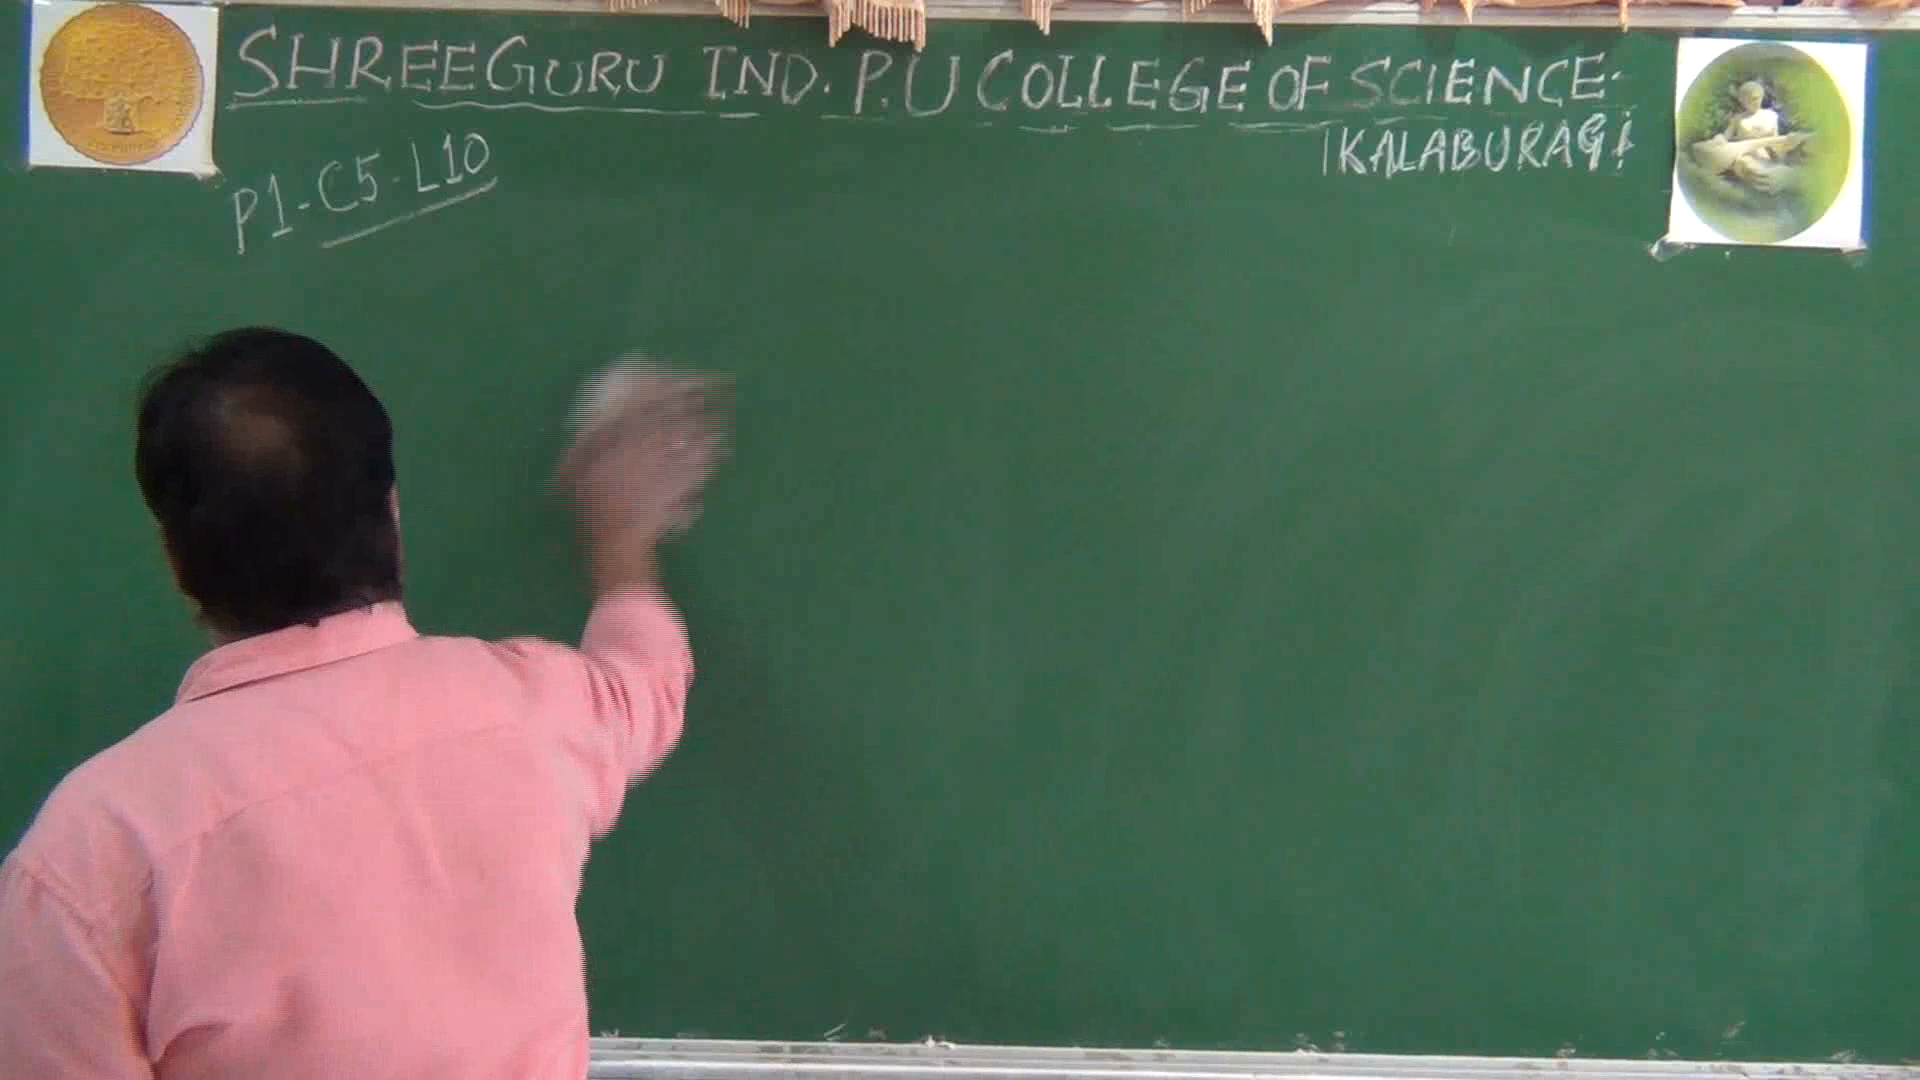 SHREEGURU IND. P.U COLLEGE OF SCIENCE.
KALABURAGI
P1-C5-L10